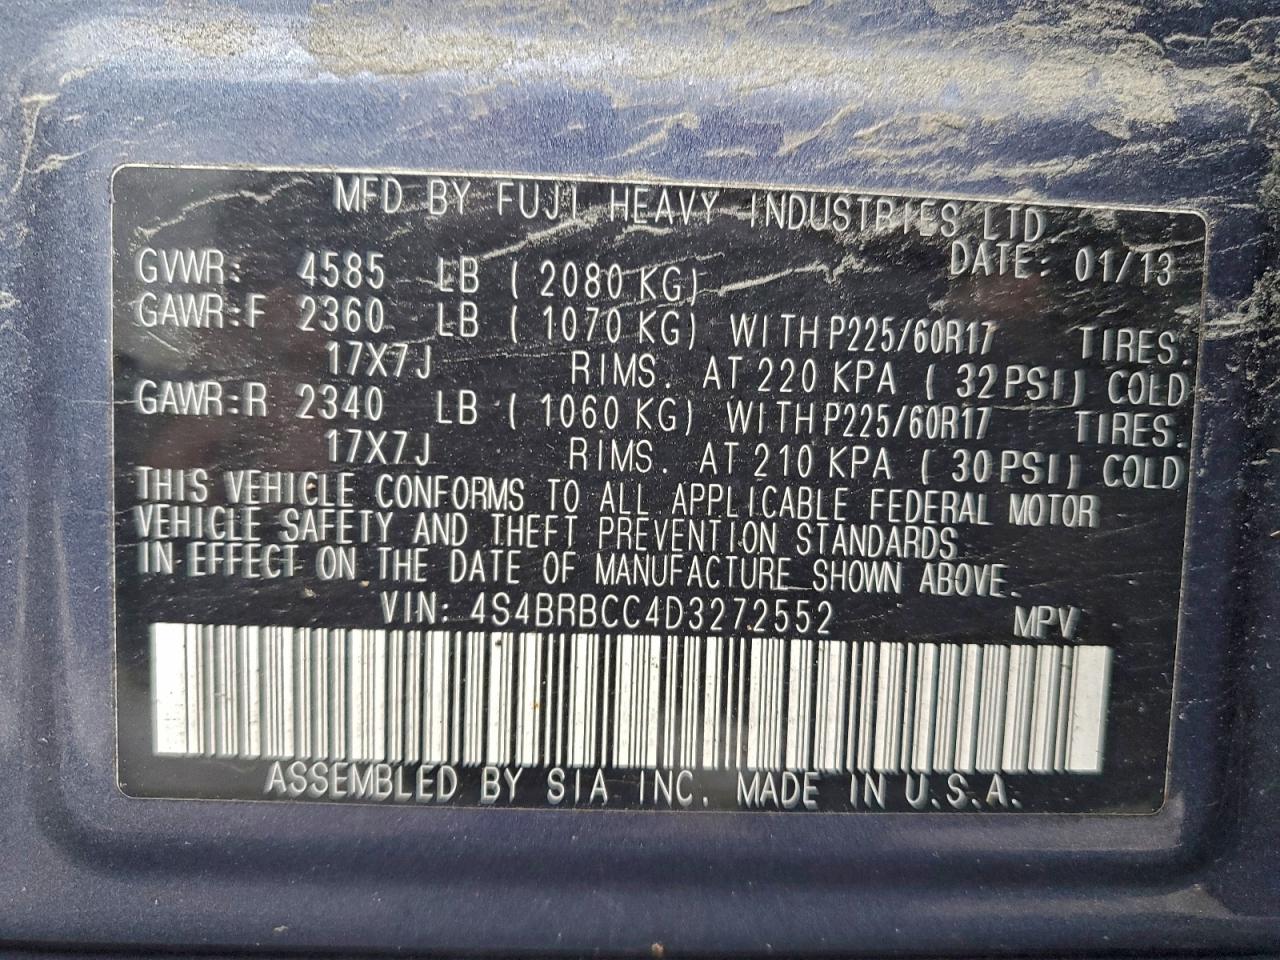 MFD BY FUJI HEAVY INDUSTRIES LTD
DATE: 01/13
GVWR: 4585 LB ( 2080 KG)
GAWR:F 2360 LB ( 1070 KG) WITH P225/60R17 TIRES.
17X7J RIMS. AT 220 KPA ( 32 PSI) COLD
GAWR:R 2340 LB ( 1060 KG) WITH P225/60R17 TIRES.
17X7J RIMS. AT 210 KPA ( 30 PSI) COLD
THIS VEHICLE CONFORMS TO ALL APPLICABLE FEDERAL MOTOR
VEHICLE SAFETY AND THEFT PREVENTION STANDARDS
IN EFFECT ON THE DATE OF MANUFACTURE SHOWN ABOVE.
VIN: 4S4BRBCC4D3272552 MPV
ASSEMBLED BY SIA INC. MADE IN U.S.A.